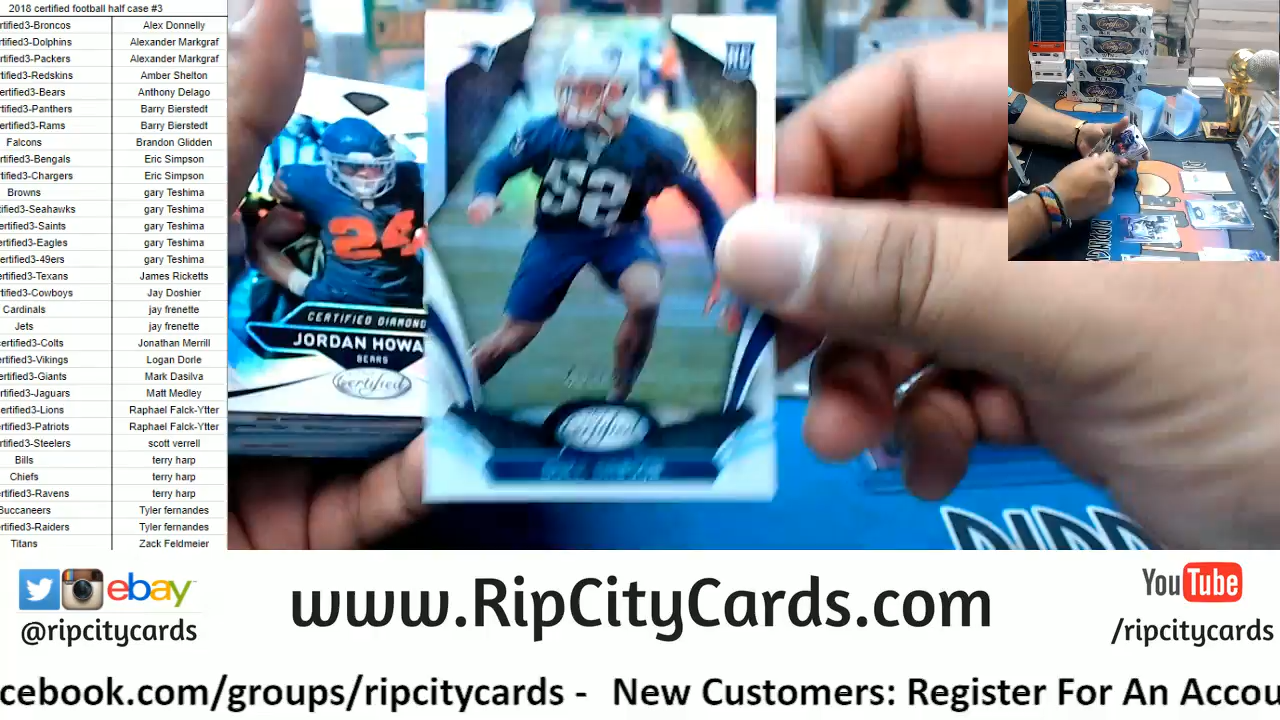 2018 certified football half case #3
rtified3-Broncos Alex Donnelly
rtified3-Dolphins Alexander Markgraf
rtified3-Packers Alexander Markgraf
rtified3-Redskins Amber Shelton
ertified3-Bears Anthony Delago
rtified3-Panthers Barry Bierstedt
ertified3-Rams Barry Bierstedt
Falcons Brandon Glidden
ertified3-Bengals Eric Simpson
rtified3-Chargers Eric Simpson
Browns gary Teshima
rtified3-Seahawks gary Teshima
ertified3-Saints gary Teshima
ertified3-Eagles gary Teshima
ertified3-49ers gary Teshima
ertified3-Texans James Ricketts
rtified3-Cowboys Jay Doshier
Cardinals jay frenette
Jets jay frenette
certified3-Colts Jonathan Merrill
ertified3-Vikings Logan Dorle
ertified3-Giants Mark Dasilva
rtified3-Jaguars Matt Medley
ertified3-Lions Raphael Falck-Ytter
rtified3-Patriots Raphael Falck-Ytter
rtified3-Steelers scott verrell
Bills terry harp
Chiefs terry harp
ertified3-Ravens terry harp
Buccaneers Tyler fernandes
rtified3-Raiders Tyler fernandes
Titans Zack Feldmeier
RC
52
24
CERTIFIED DIAMOND
JORDAN HOWA
BEARS
Certified
Certified
ebay
@ripcitycards
www.RipCityCards.com
YouTube
/ripcitycards
cebook.com/groups/ripcitycards - New Customers: Register For An Accou